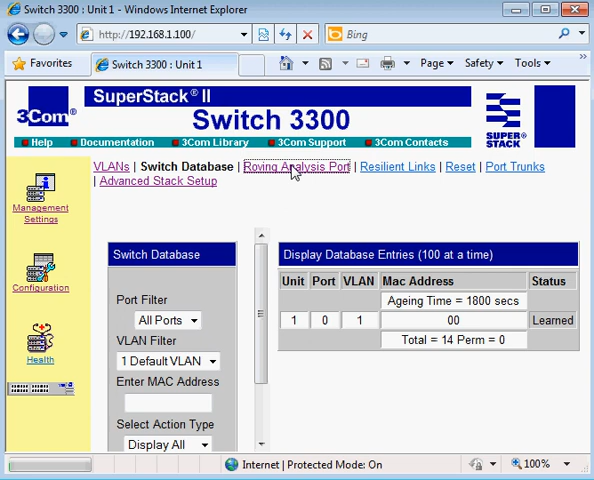 Switch 3300 : Unit 1 - Windows Internet Explorer
http://192.168.1.100/
Bing
Favorites
Switch 3300 : Unit 1
Page
Safety
Tools
3Com®
SuperStack® II
Switch 3300
SUPER
STACK®
Help
Documentation
3Com Library
3Com Support
3Com Contacts
VLANs | Switch Database | Roving Analysis Port | Resilient Links | Reset | Port Trunks
| Advanced Stack Setup
Management
Settings
Configuration
Health
Switch Database
Port Filter
All Ports
VLAN Filter
1 Default VLAN
Enter MAC Address
Select Action Type
Display All
Display Database Entries (100 at a time)
Unit Port VLAN Mac Address Status
Ageing Time = 1800 secs
1 0 1 00 Learned
Total = 14 Perm = 0
Internet | Protected Mode: On
100%